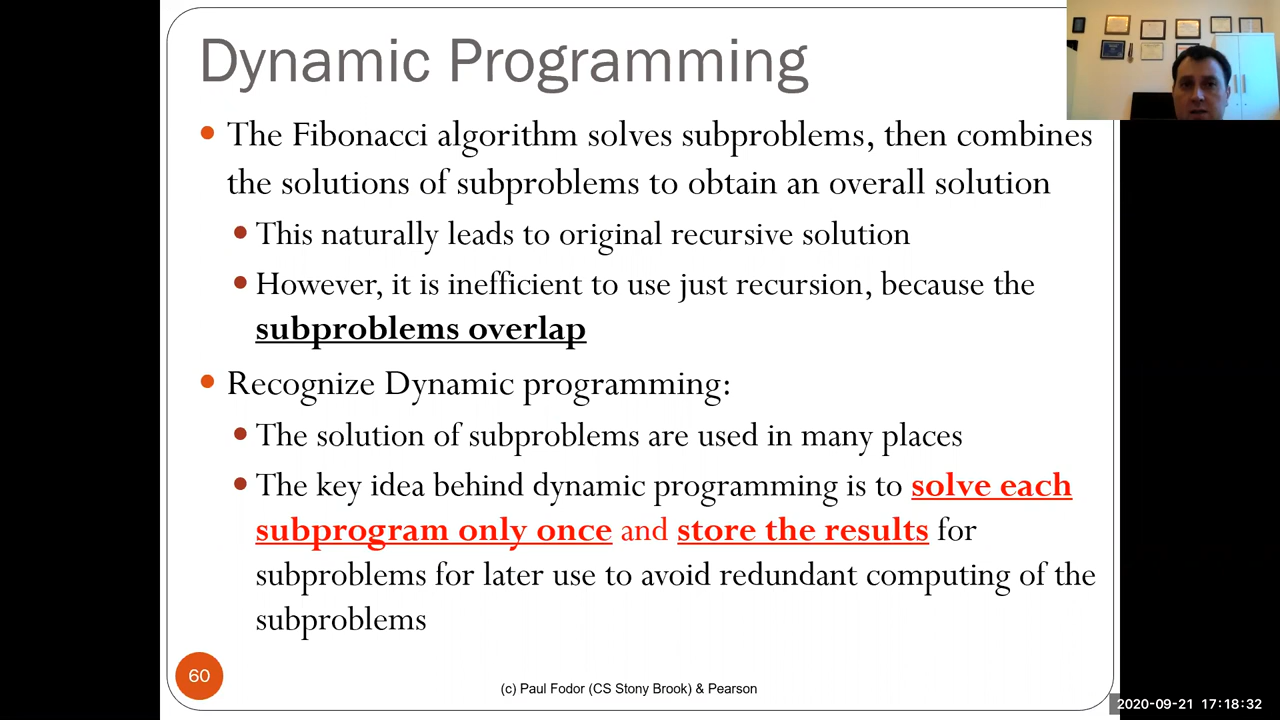 Dynamic Programming
The Fibonacci algorithm solves subproblems, then combines
the solutions of subproblems to obtain an overall solution
This naturally leads to original recursive solution
However, it is inefficient to use just recursion, because the
subproblems overlap
Recognize Dynamic programming:
The solution of subproblems are used in many places
The key idea behind dynamic programming is to solve each
subprogram only once and store the results for
subproblems for later use to avoid redundant computing of the
subproblems
60
(c) Paul Fodor (CS Stony Brook) & Pearson
2020-09-21 17:18:32